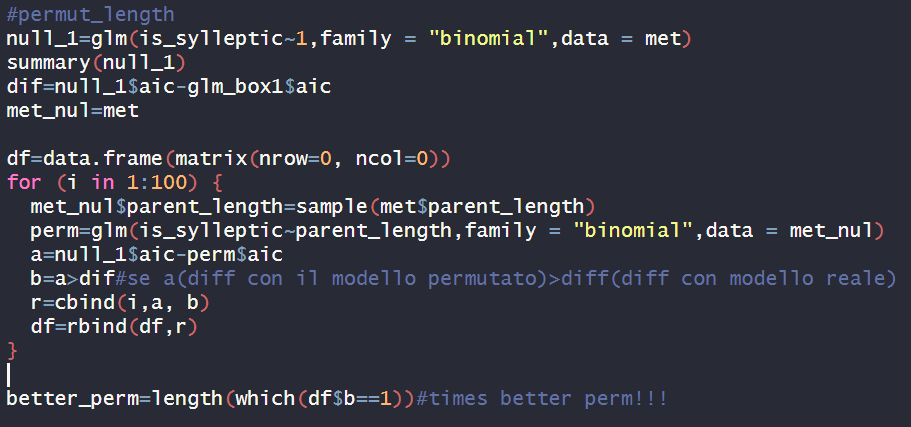 #permut_length
null_1=glm(is_sylleptic~1,family = "binomial",data = met)
summary(null_1)
dif=null_1$aic-glm_box1$aic
met_nul=met
df=data.frame(matrix(nrow=0, ncol=0))
for (i in 1:100) {
  met_nul$parent_length=sample(met$parent_length)
  perm=glm(is_sylleptic~parent_length,family = "binomial",data = met_nul)
  a=null_1$aic-perm$aic
  b=a>dif#se a(diff con il modello permutato)>diff(diff con modello reale)
  r=cbind(i,a, b)
  df=rbind(df,r)
}
better_perm=length(which(df$b==1))#times better perm!!!